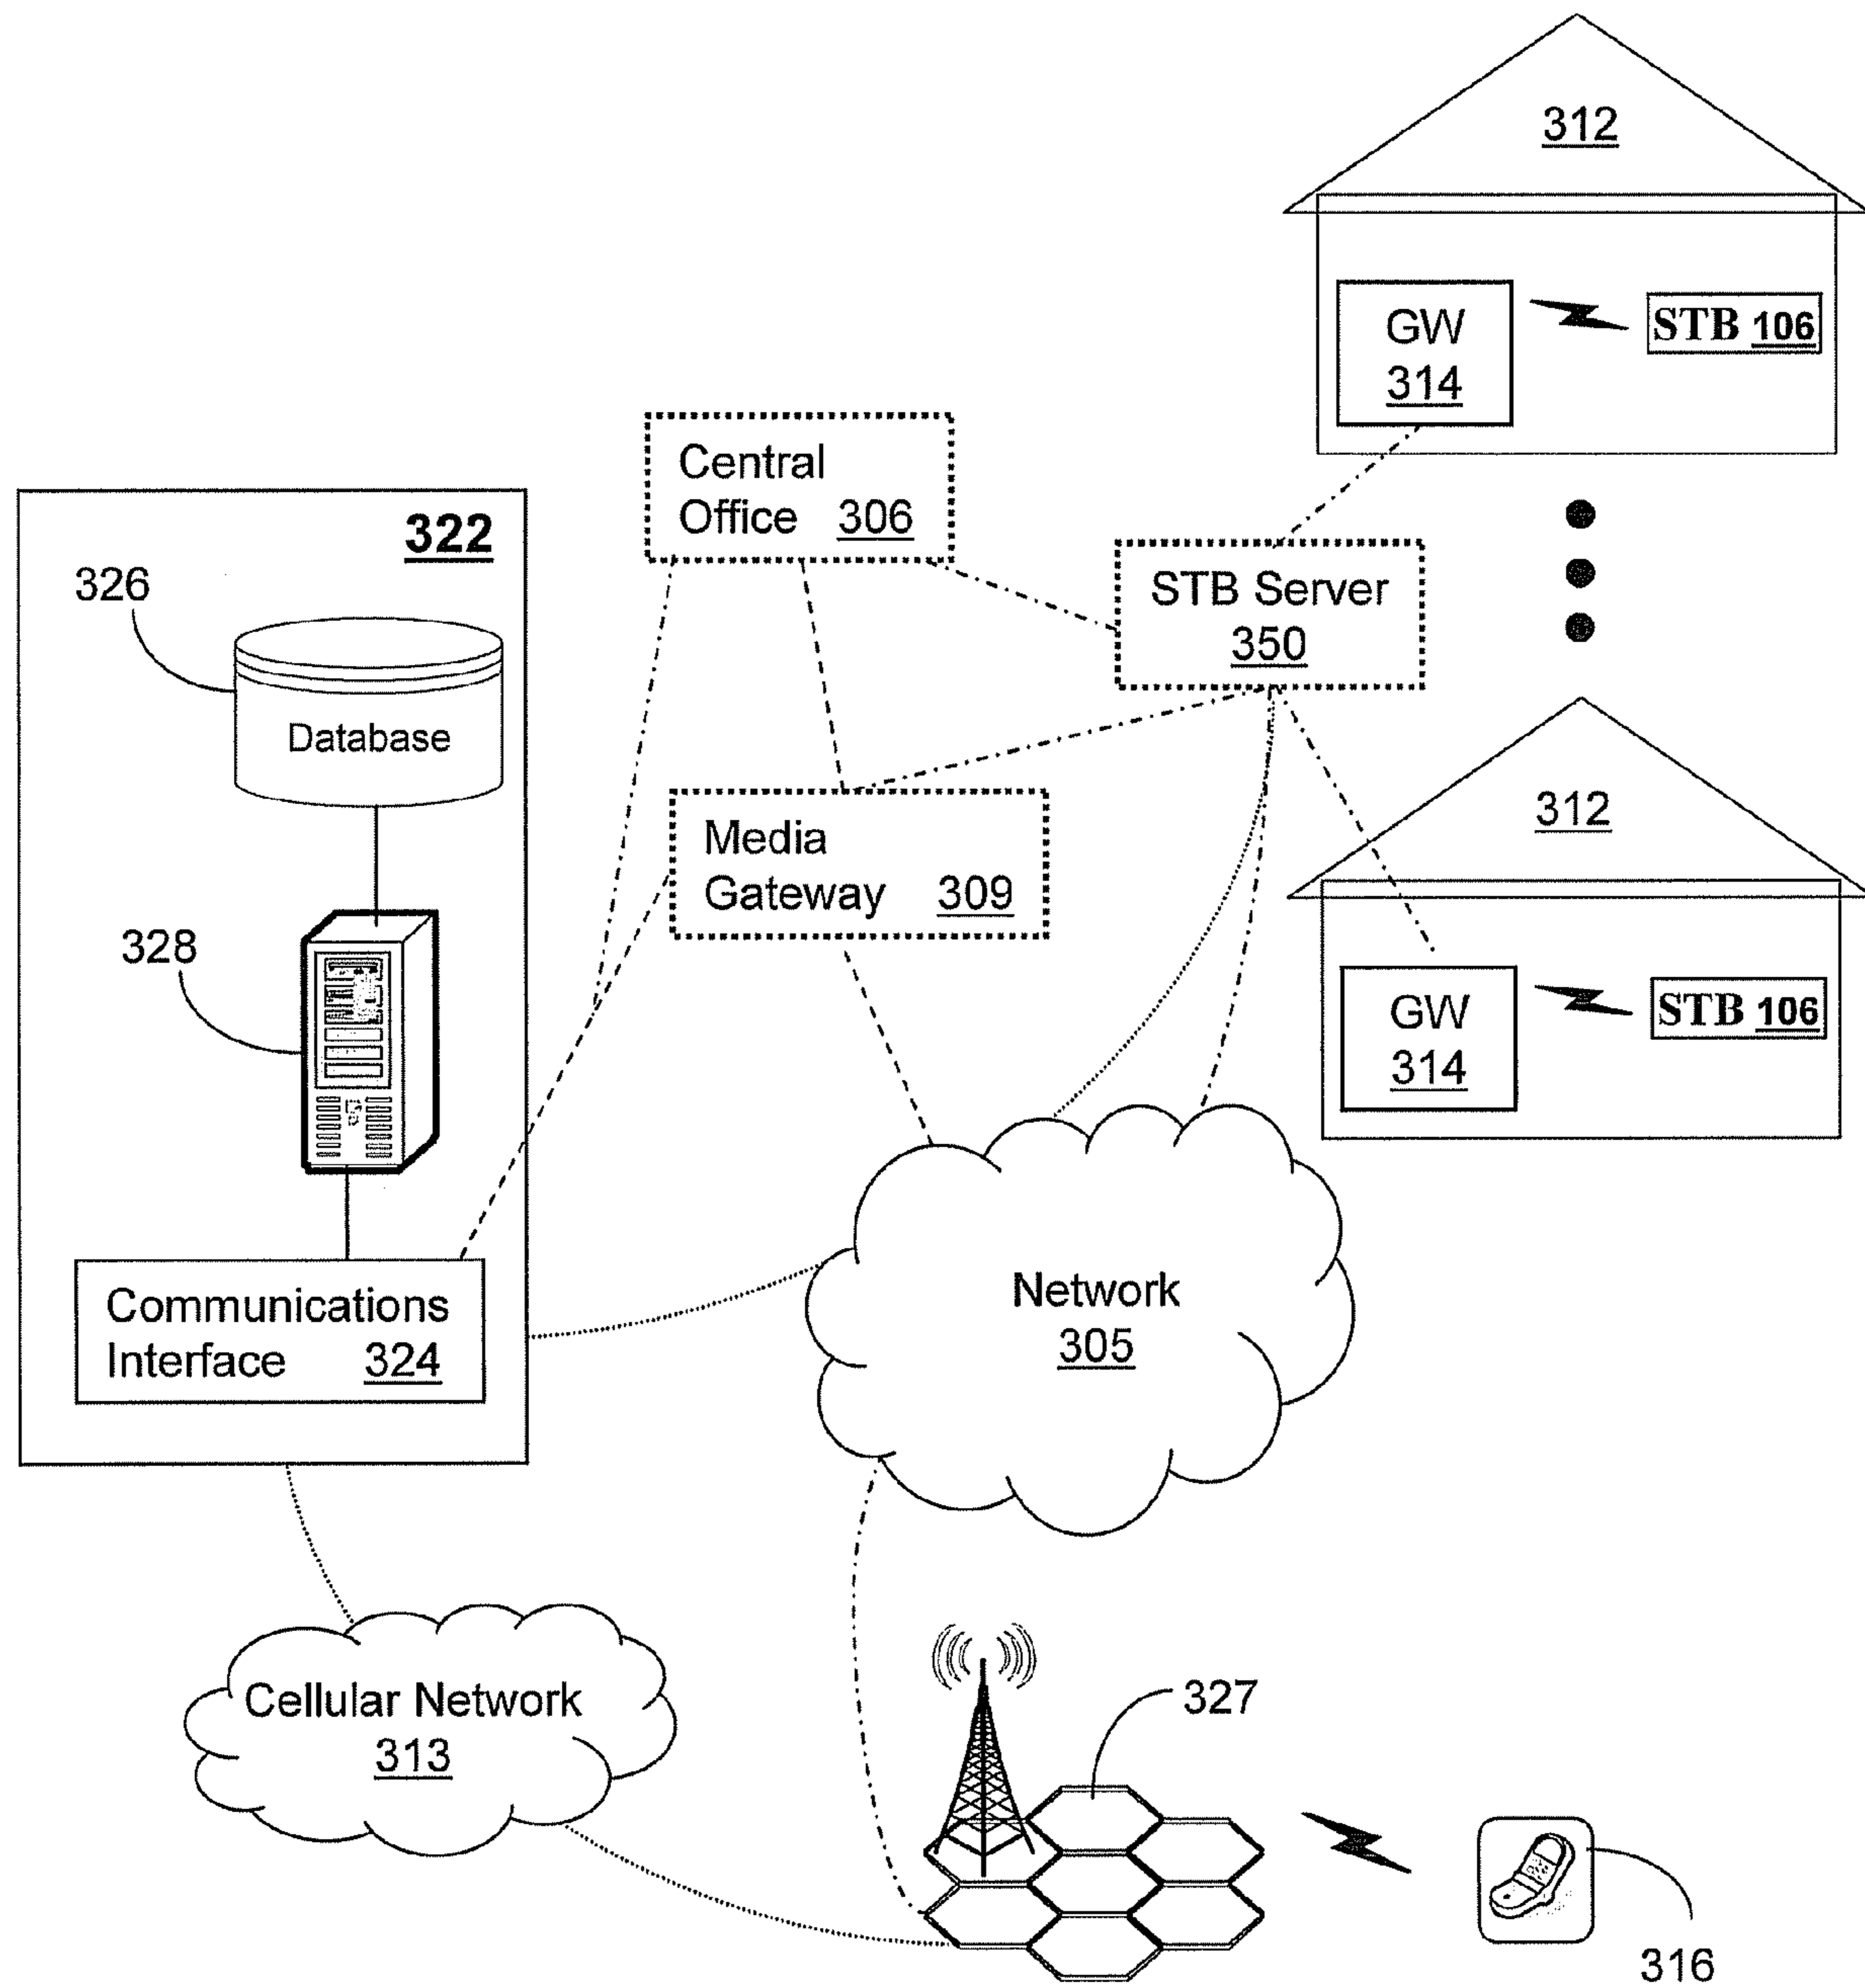 312
GW
314
STB 106
Central
Office 306
322
326
Database
STB Server
350
312
Media
Gateway 309
328
GW
314
STB 106
Communications
Interface 324
Network
305
Cellular Network
313
327
316